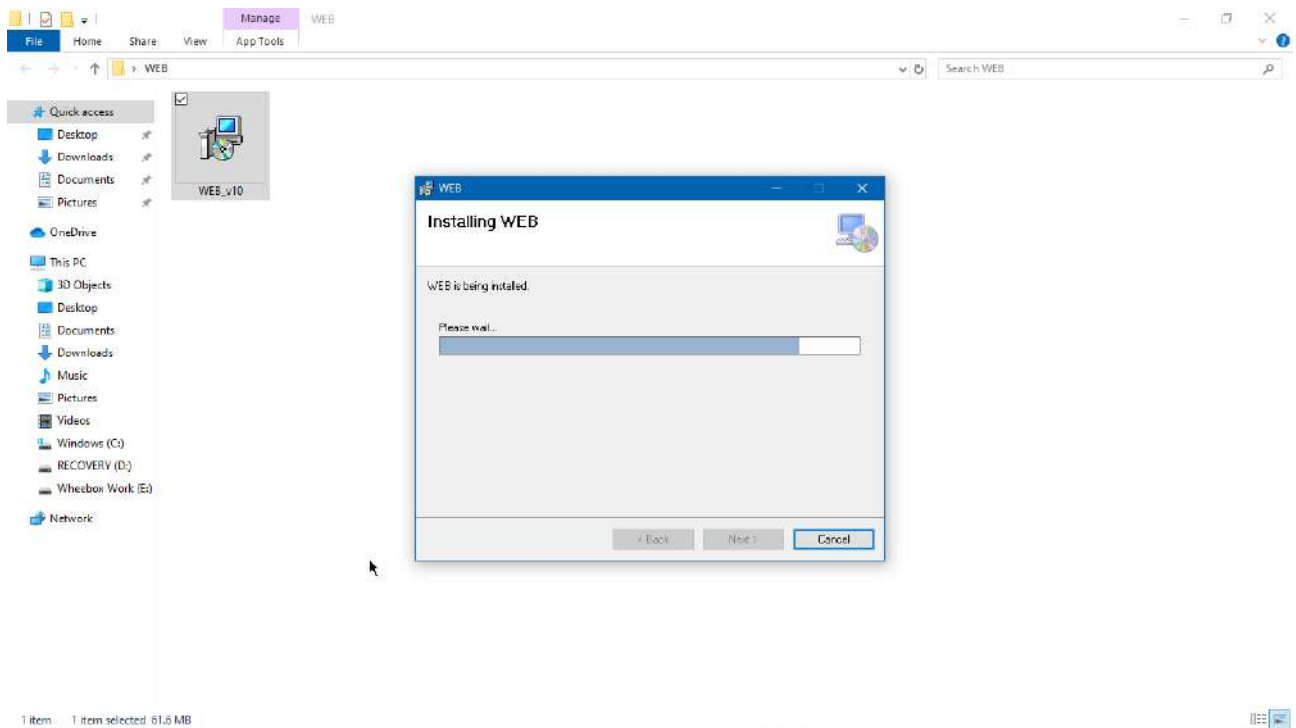 Manage WEB
File Home Share View App Tools
WEB
Search WEB
Quick access
Desktop
Downloads
Documents
Pictures
OneDrive
This PC
3D Objects
Desktop
Documents
Downloads
Music
Pictures
Videos
Windows (C:)
RECOVERY (D:)
Wheebox Work (E:)
Network
WEB_v10
WEB
Installing WEB
WEB is being installed.
Please wait...
< Back Next > Cancel
1 item 1 item selected 61.6 MB